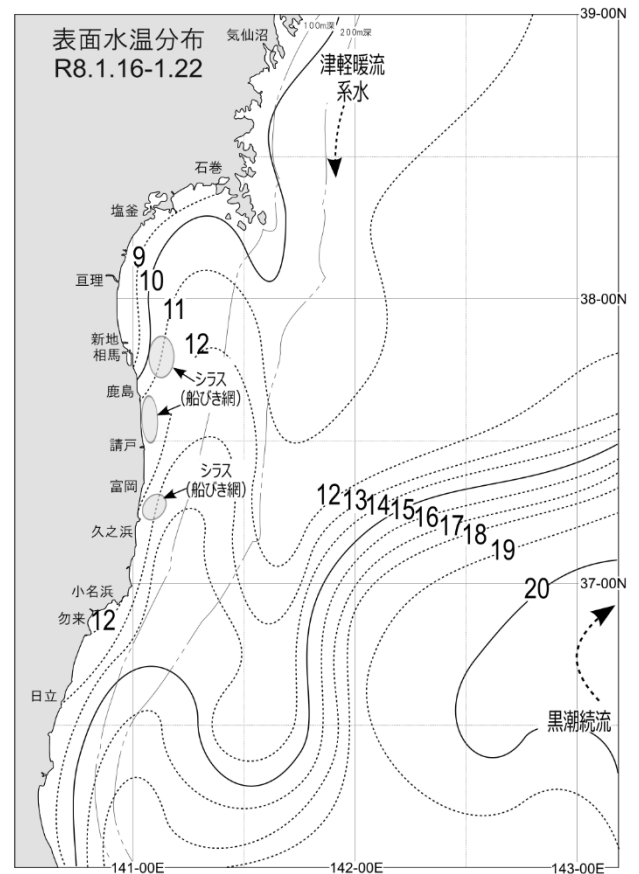 表面水温分布
R8.1.16-1.22
気仙沼
100m深
200m深
39-00N
津軽暖流
系水
石巻
塩釜
9
亘理
10
38-00N
11
新地
12
相馬
シラス
(船びき網)
鹿島
請戸
シラス
(船びき網)
富岡
12
13
14
15
16
17
18
19
久之浜
37-00N
20
小名浜
勿来
12
日立
黒潮続流
141-00E
142-00E
143-00E